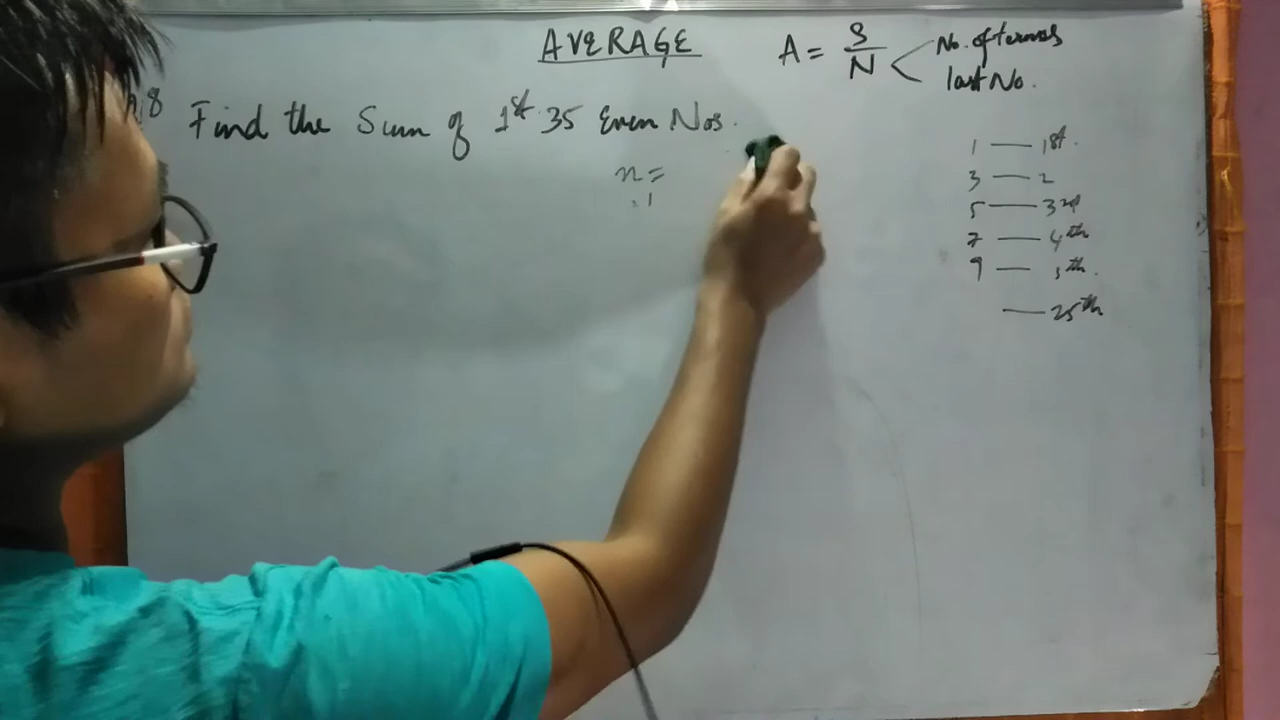 AVERAGE
A = S/N < No. of terms
last No.
18 Find the Sum of 1st 35 Even Nos.
n =
1 — 1st.
3 — 2
5 — 3rd
7 — 4th
9 — 5th.
— 25th